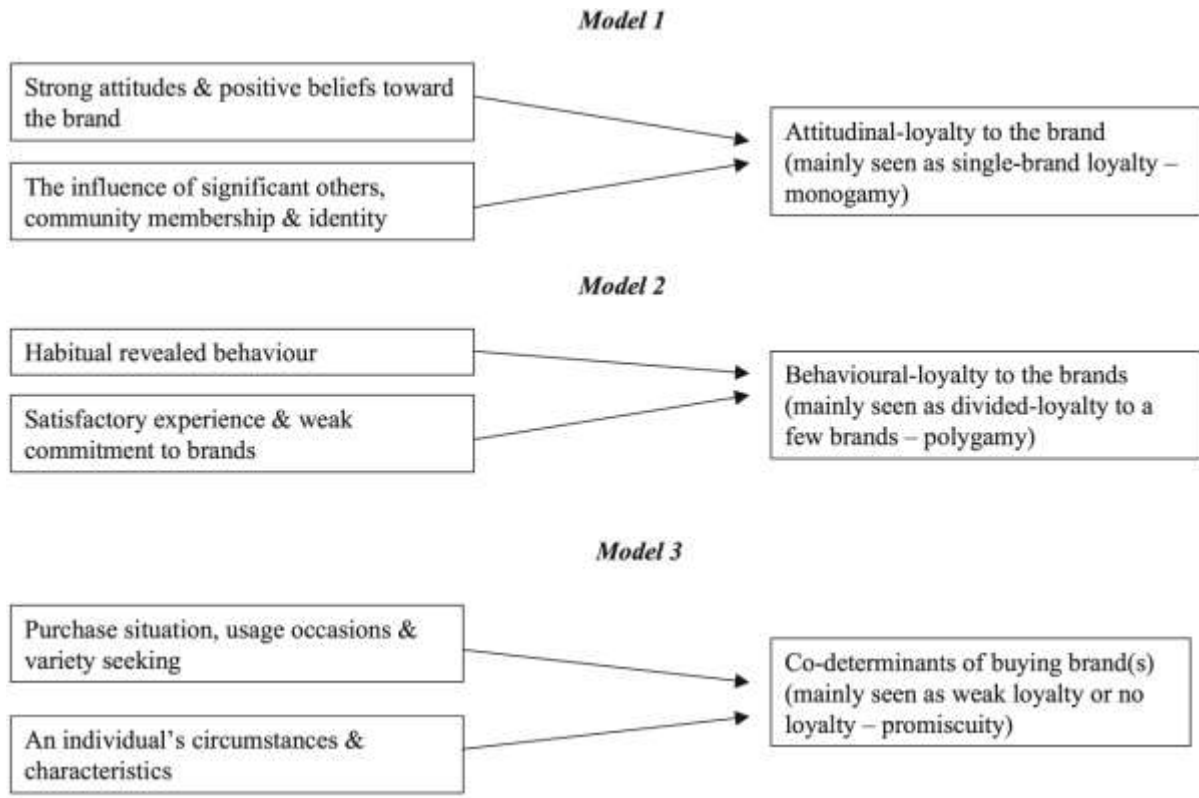 Model 1
Strong attitudes & positive beliefs toward
the brand
The influence of significant others,
community membership & identity
Attitudinal-loyalty to the brand
(mainly seen as single-brand loyalty –
monogamy)
Model 2
Habitual revealed behaviour
Satisfactory experience & weak
commitment to brands
Behavioural-loyalty to the brands
(mainly seen as divided-loyalty to a
few brands – polygamy)
Model 3
Purchase situation, usage occasions &
variety seeking
An individual’s circumstances &
characteristics
Co-determinants of buying brand(s)
(mainly seen as weak loyalty or no
loyalty – promiscuity)